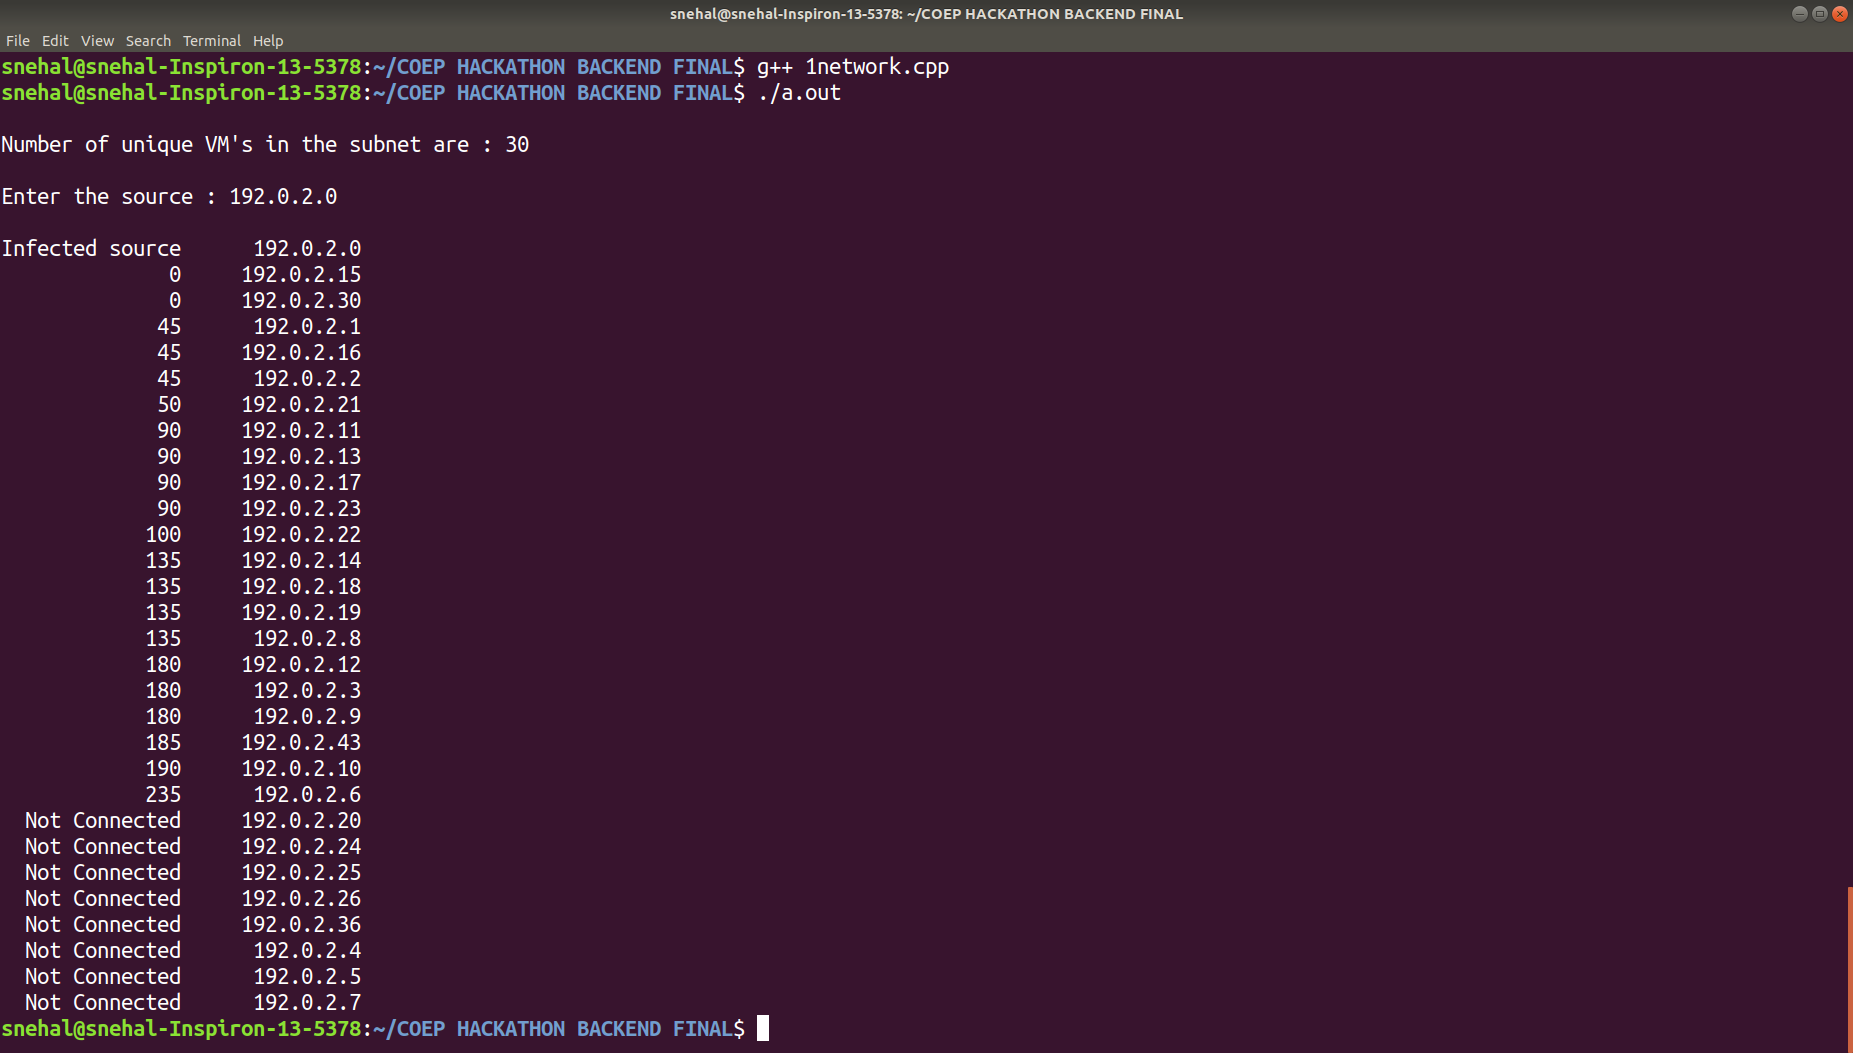 snehal@snehal-Inspiron-13-5378: ~/COEP HACKATHON BACKEND FINAL
File Edit View Search Terminal Help
snehal@snehal-Inspiron-13-5378:~/COEP HACKATHON BACKEND FINAL$ g++ 1network.cpp
snehal@snehal-Inspiron-13-5378:~/COEP HACKATHON BACKEND FINAL$ ./a.out
Number of unique VM's in the subnet are : 30
Enter the source : 192.0.2.0
Infected source 192.0.2.0
0 192.0.2.15
0 192.0.2.30
45 192.0.2.1
45 192.0.2.16
45 192.0.2.2
50 192.0.2.21
90 192.0.2.11
90 192.0.2.13
90 192.0.2.17
90 192.0.2.23
100 192.0.2.22
135 192.0.2.14
135 192.0.2.18
135 192.0.2.19
135 192.0.2.8
180 192.0.2.12
180 192.0.2.3
180 192.0.2.9
185 192.0.2.43
190 192.0.2.10
235 192.0.2.6
Not Connected 192.0.2.20
Not Connected 192.0.2.24
Not Connected 192.0.2.25
Not Connected 192.0.2.26
Not Connected 192.0.2.36
Not Connected 192.0.2.4
Not Connected 192.0.2.5
Not Connected 192.0.2.7
snehal@snehal-Inspiron-13-5378:~/COEP HACKATHON BACKEND FINAL$